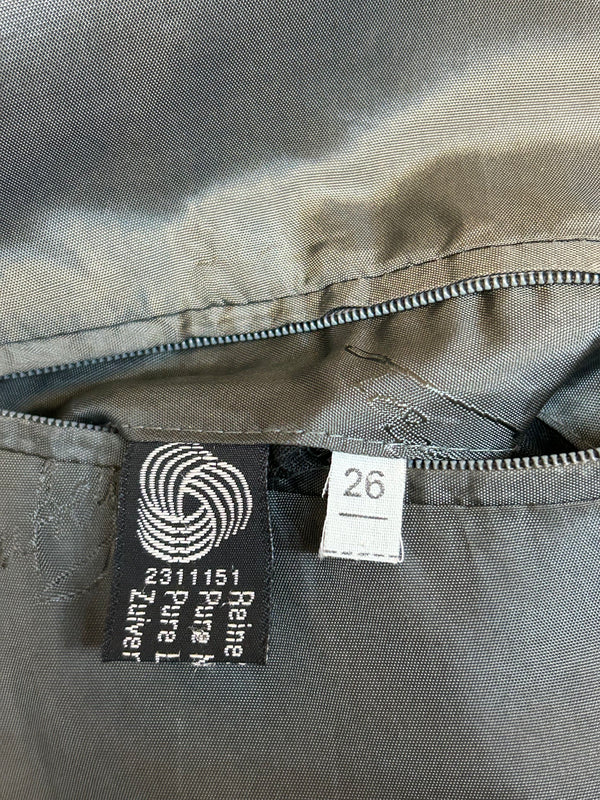 2311151
Reine
Pure N
Pure L
Zuiver
26